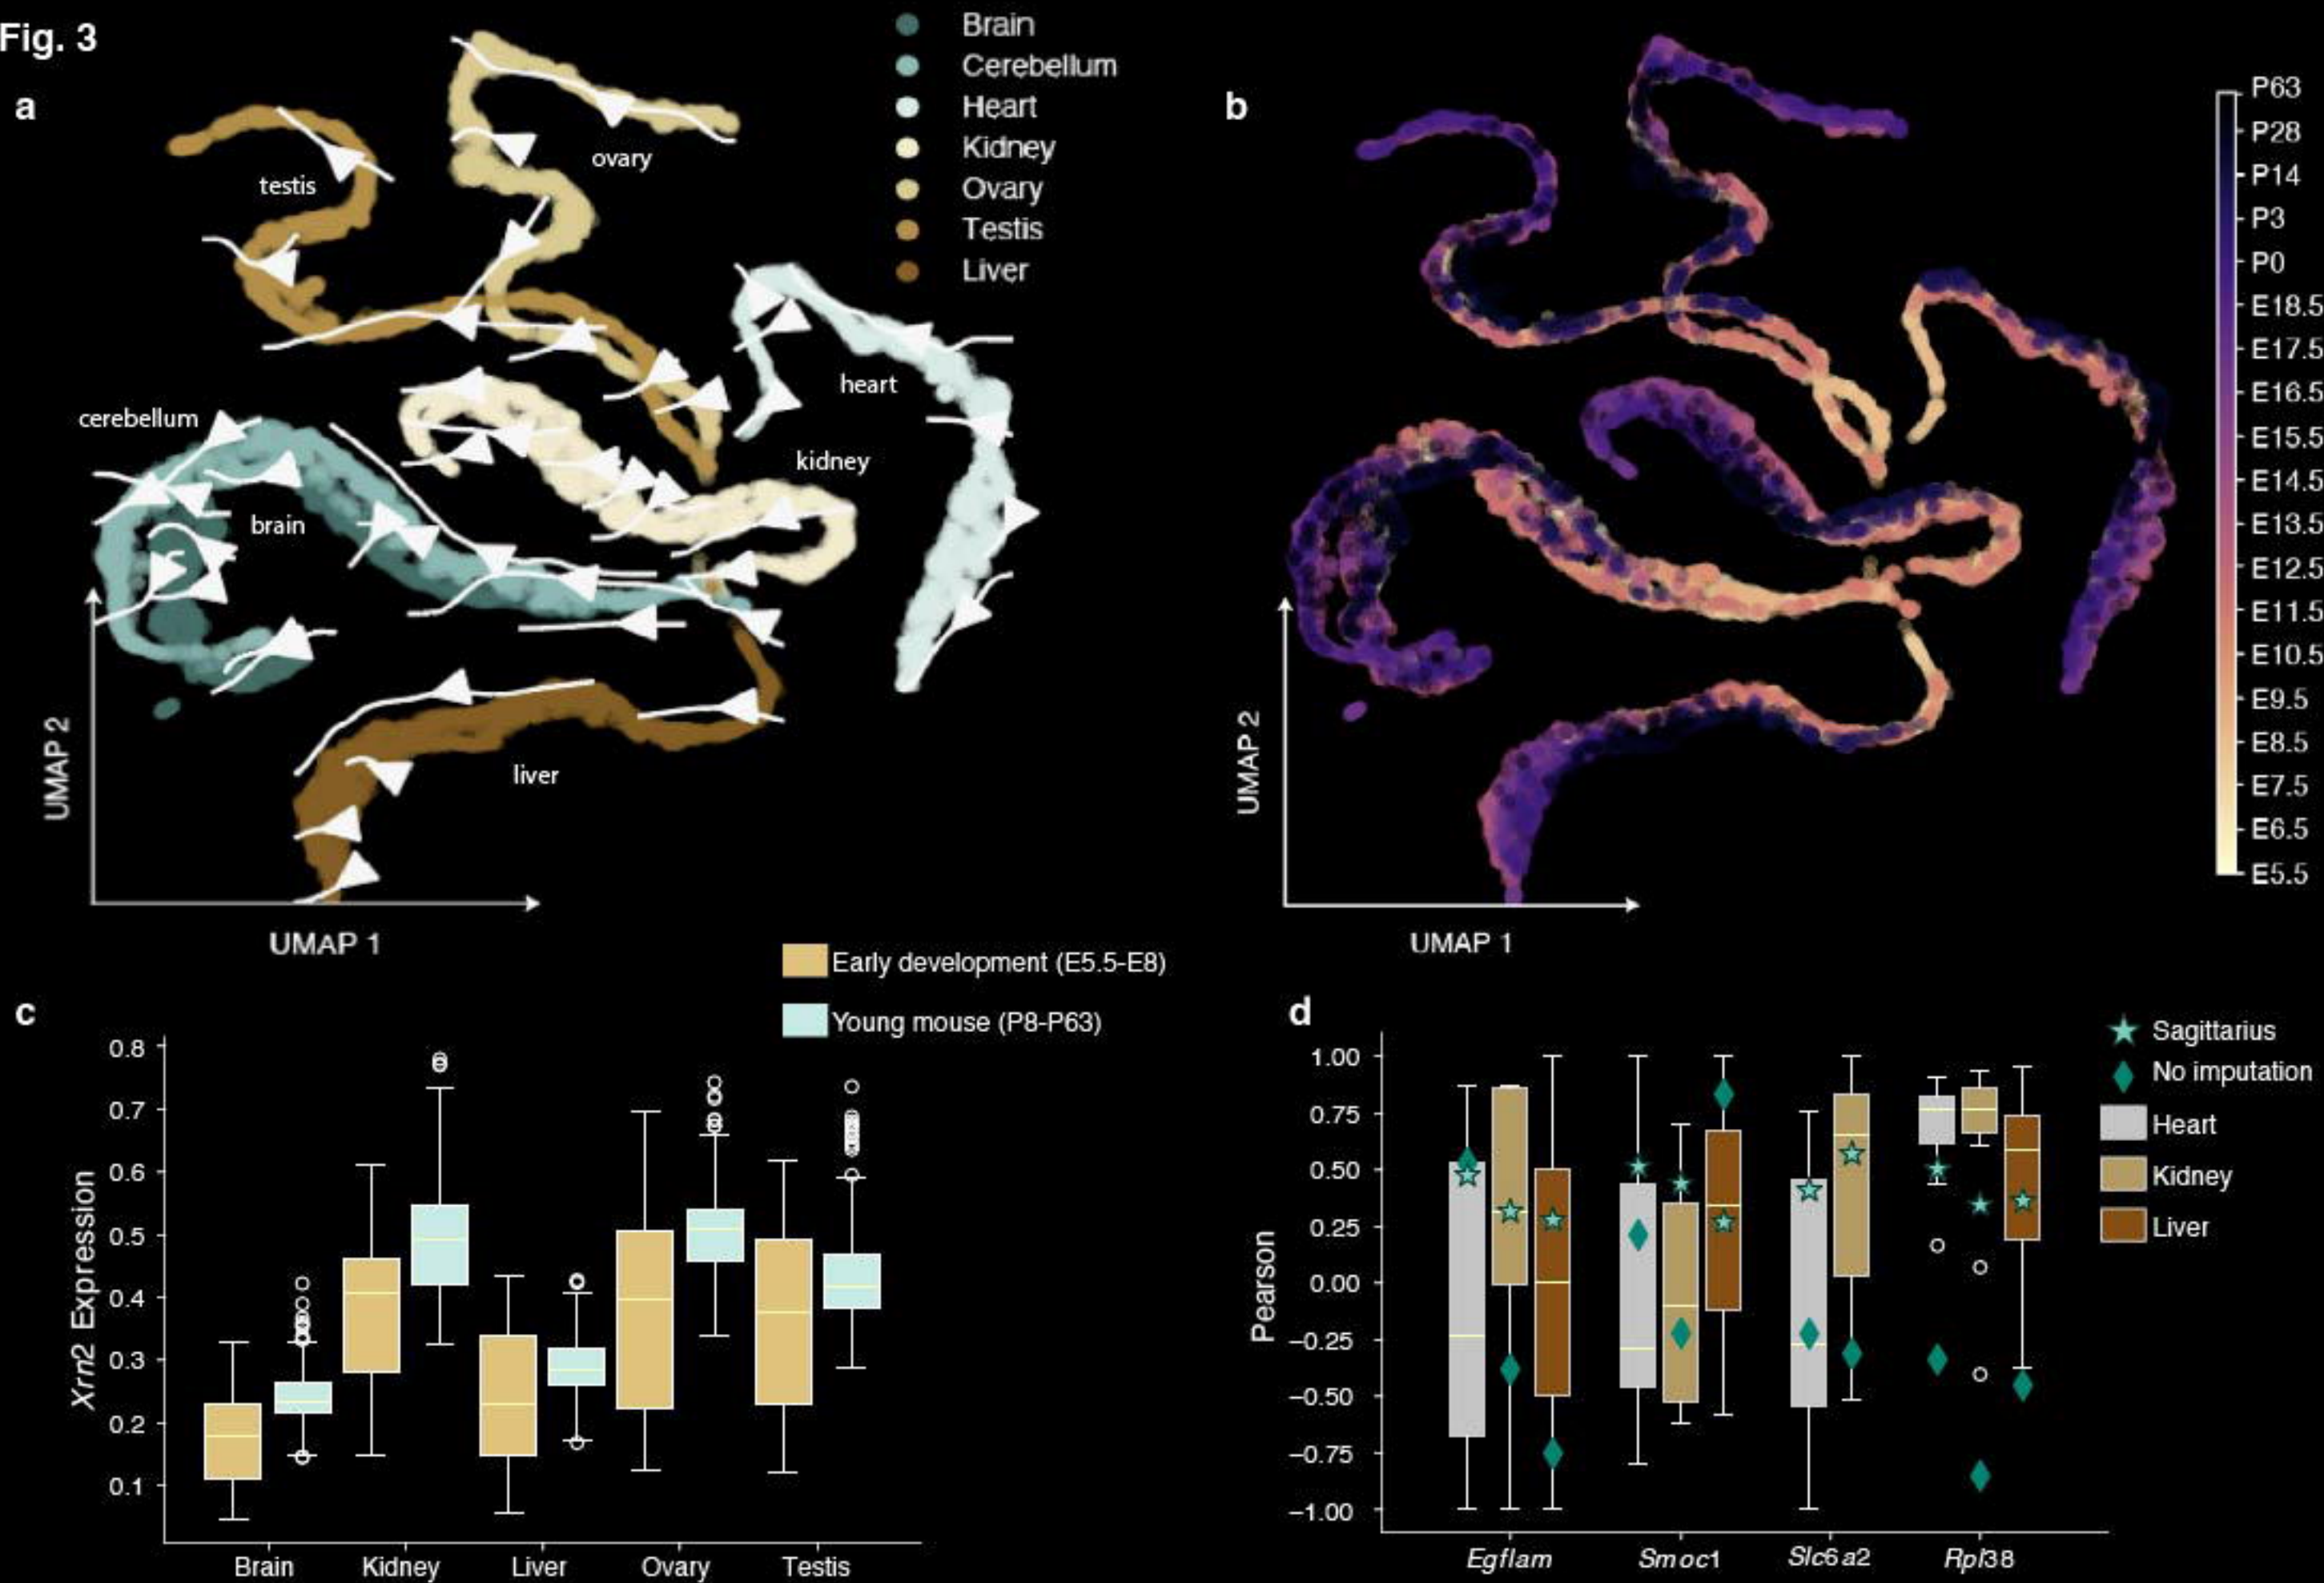 Fig. 3
a
Brain
Cerebellum
Heart
Kidney
Ovary
Testis
Liver
testis
ovary
heart
cerebellum
kidney
brain
liver
UMAP 2
UMAP 1
b
P63
P28
P14
P3
P0
E18.5
E17.5
E16.5
E15.5
E14.5
E13.5
E12.5
E11.5
E10.5
E9.5
E8.5
E7.5
E6.5
E5.5
UMAP 2
UMAP 1
c
Early development (E5.5-E8)
Young mouse (P8-P63)
Xrn2 Expression
0.8
0.7
0.6
0.5
0.4
0.3
0.2
0.1
Brain
Kidney
Liver
Ovary
Testis
d
Sagittarius
No imputation
Heart
Kidney
Liver
Pearson
1.00
0.75
0.50
0.25
0.00
−0.25
−0.50
−0.75
−1.00
Egflam
Smoc1
Slc6a2
Rpl38